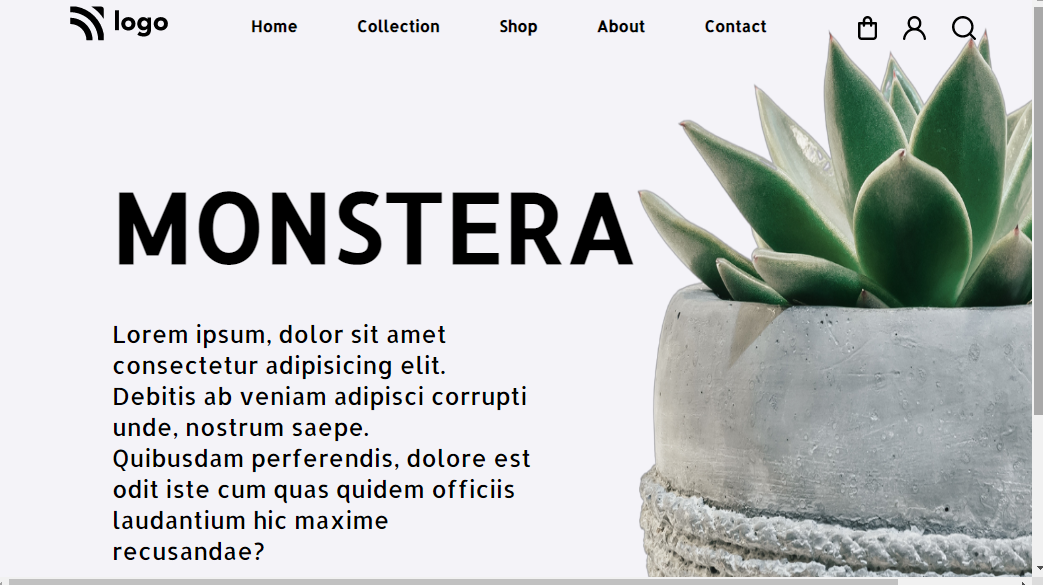 logo
Home Collection Shop About Contact
MONSTERA
Lorem ipsum, dolor sit amet
consectetur adipisicing elit.
Debitis ab veniam adipisci corrupti
unde, nostrum saepe.
Quibusdam perferendis, dolore est
odit iste cum quas quidem officiis
laudantium hic maxime
recusandae?